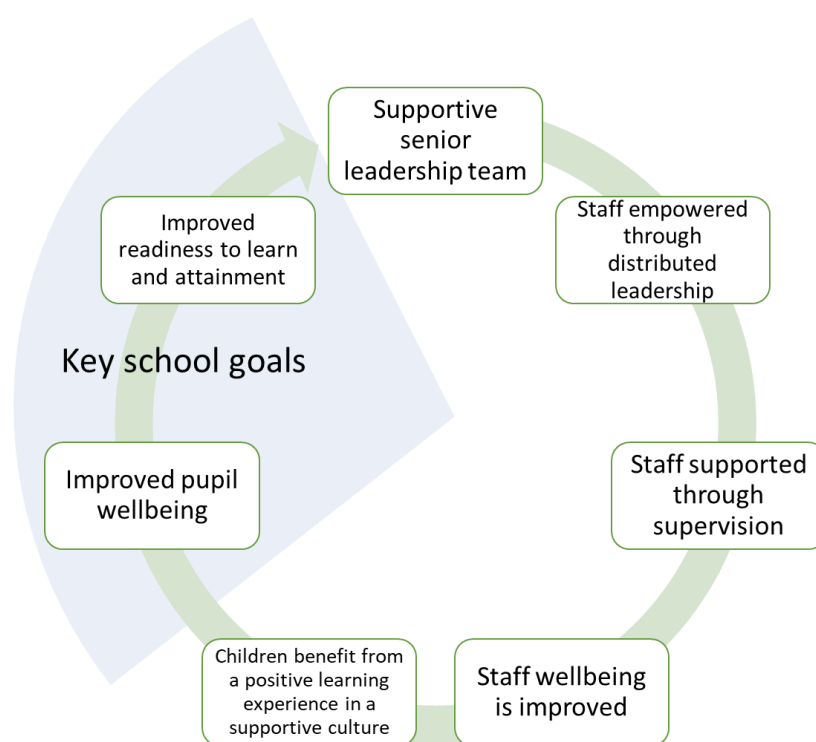 Supportive
senior
leadership team
Staff empowered
through
distributed
leadership
Staff supported
through
supervision
Staff wellbeing
is improved
Children benefit from
a positive learning
experience in a
supportive culture
Improved pupil
wellbeing
Improved
readiness to learn
and attainment
Key school goals